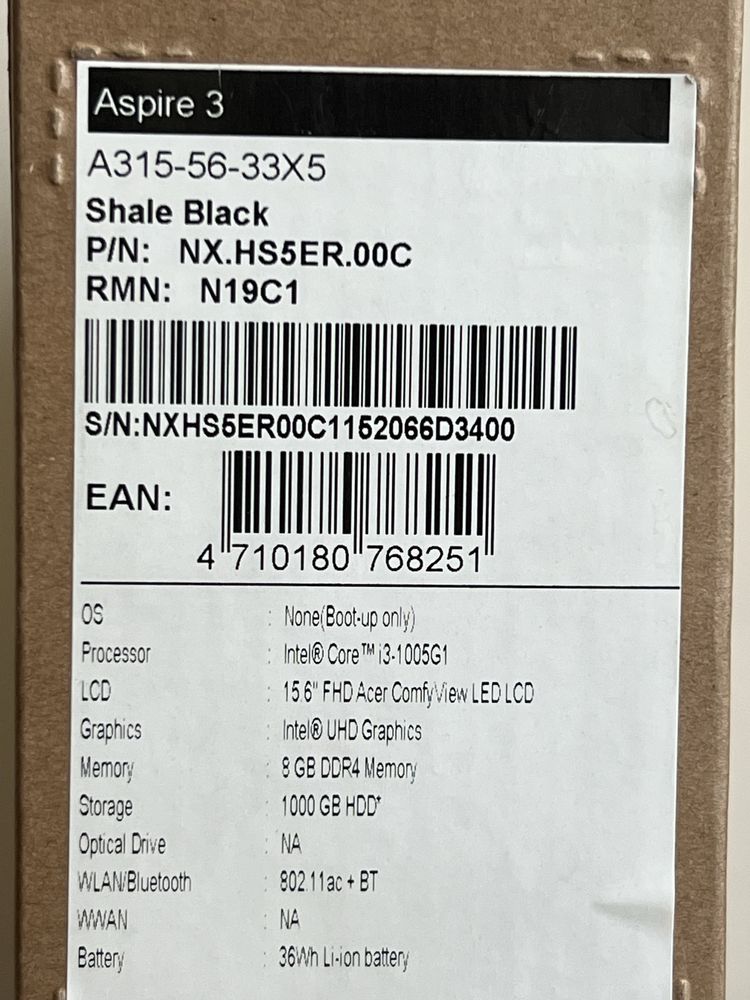 Aspire 3
A315-56-33X5
Shale Black
P/N: NX.HS5ER.00C
RMN: N19C1
S/N:NXHS5ER00C1152066D3400
EAN:
4 710180 768251
OS : None(Boot-up only)
Processor : Intel® Core™ i3-1005G1
LCD : 15.6" FHD Acer ComfyView LED LCD
Graphics : Intel® UHD Graphics
Memory : 8 GB DDR4 Memory
Storage : 1000 GB HDD*
Optical Drive : NA
WLAN/Bluetooth : 802.11ac + BT
WWAN : NA
Battery : 36Wh Li-ion battery